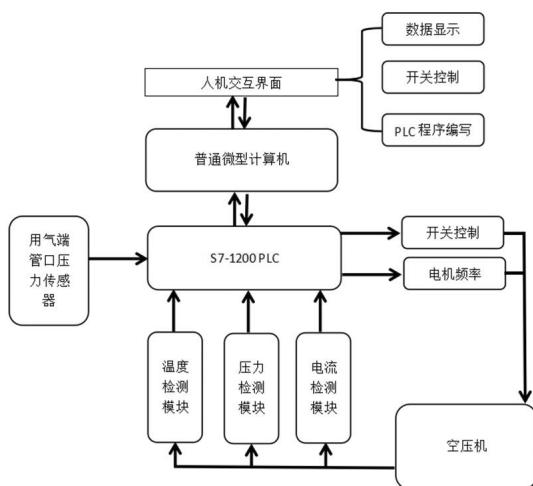 数据显示
人机交互界面
开关控制
PLC 程序编写
普通微型计算机
用气端
管口压
力传感
器
S7-1200 PLC
开关控制
电机频率
温度
检测
模块
压力
检测
模块
电流
检测
模块
空压机